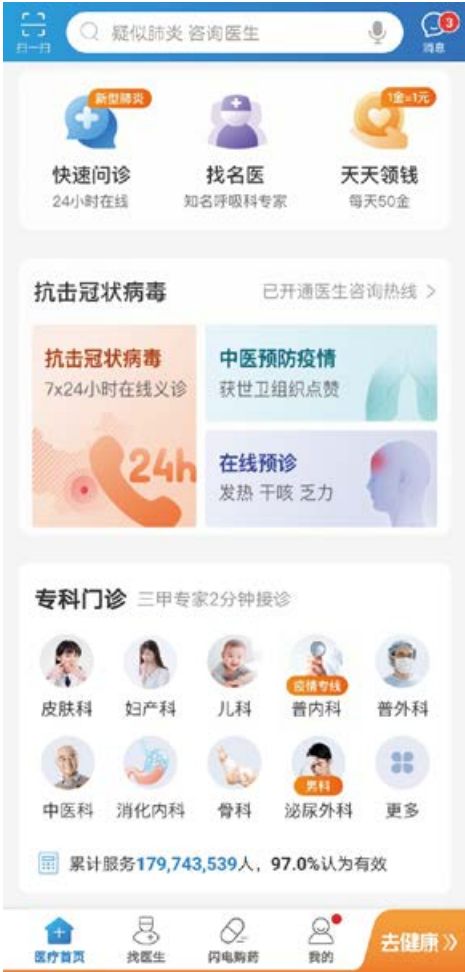 扫一扫
疑似肺炎 咨询医生
3
消息
新型肺炎
1金=1元
快速问诊
找名医
天天领钱
24小时在线
知名呼吸科专家
每天50金
抗击冠状病毒
已开通医生咨询热线 >
抗击冠状病毒
7x24小时在线义诊
24h
中医预防疫情
获世卫组织点赞
在线预诊
发热 干咳 乏力
专科门诊 三甲专家2分钟接诊
疫情专线
皮肤科 妇产科 儿科 普内科 普外科
男科
中医科 消化内科 骨科 泌尿外科 更多
累计服务179,743,539人，97.0%认为有效
医疗首页 找医生 闪电购药 我的 去健康